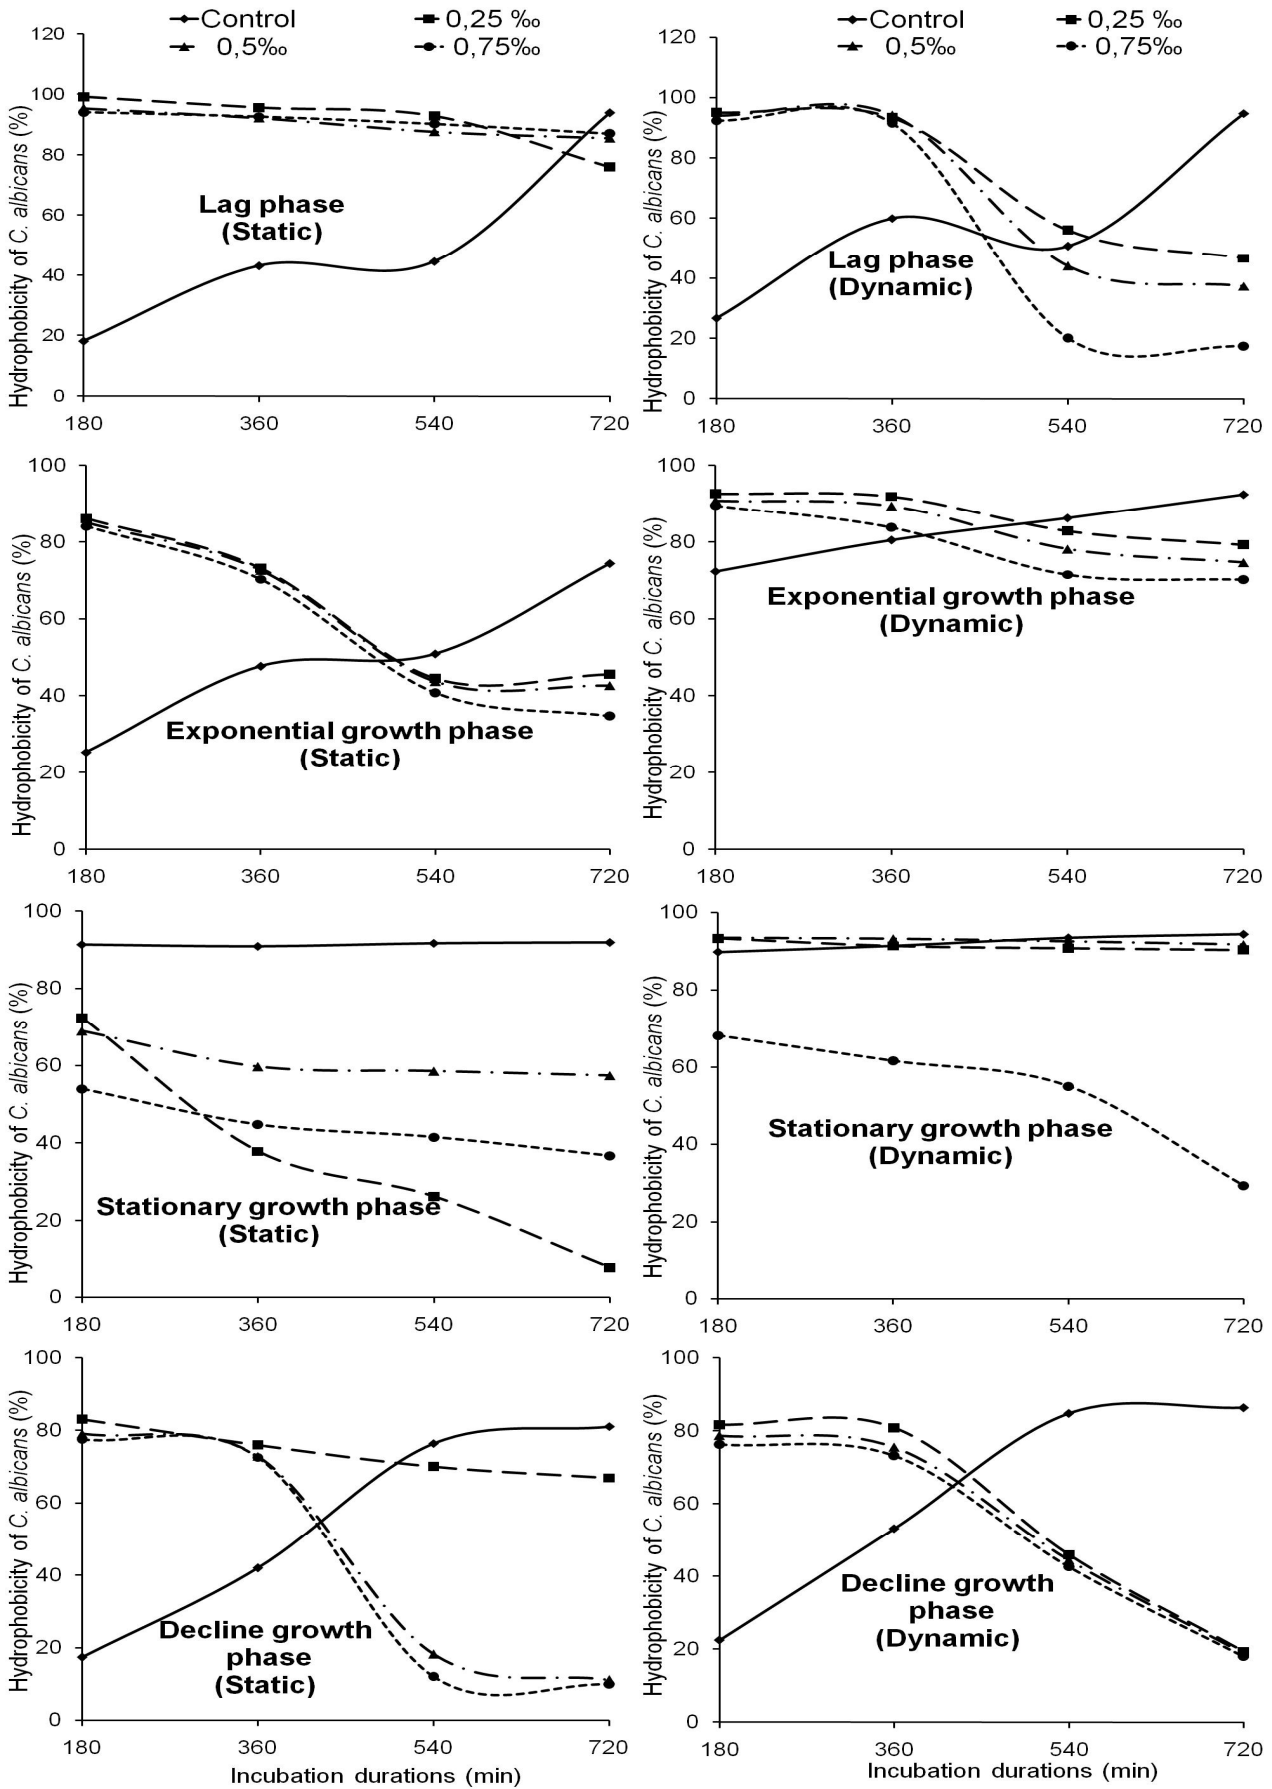 Control
0,25 ‰
0,5‰
0,75‰
Hydrophobicity of C. albicans (%)
120
100
80
60
40
20
0
Lag phase
(Static)
180 360 540 720
Control
0,25 ‰
0,5‰
0,75‰
Hydrophobicity of C. albicans (%)
120
100
80
60
40
20
0
Lag phase
(Dynamic)
180 360 540 720
Hydrophobicity of C. albicans (%)
100
80
60
40
20
0
Exponential growth phase
(Static)
180 360 540 720
Hydrophobicity of C. albicans (%)
100
80
60
40
20
0
Exponential growth phase
(Dynamic)
180 360 540 720
Hydrophobicity of C. albicans (%)
100
80
60
40
20
0
Stationary growth phase
(Static)
180 360 540 720
Hydrophobicity of C. albicans (%)
100
80
60
40
20
0
Stationary growth phase
(Dynamic)
180 360 540 720
Hydrophobicity of C. albicans (%)
100
80
60
40
20
0
Decline growth
phase
(Static)
180 360 540 720
Incubation durations (min)
Hydrophobicity of C. albicans (%)
100
80
60
40
20
0
Decline growth
phase
(Dynamic)
180 360 540 720
Incubation durations (min)